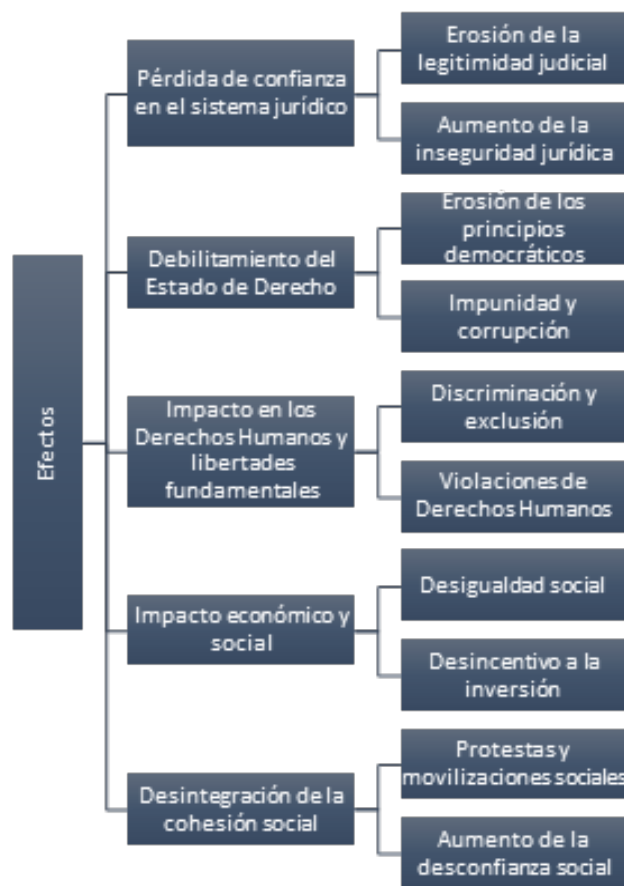 Efectos
Pérdida de confianza
en el sistema jurídico
Erosión de la
legitimidad judicial
Aumento de la
inseguridad jurídica
Debilitamiento del
Estado de Derecho
Erosión de los
principios
democráticos
Impunidad y
corrupción
Impacto en los
Derechos Humanos y
libertades
fundamentales
Discriminación y
exclusión
Violaciones de
Derechos Humanos
Impacto económico y
social
Desigualdad social
Desincentivo a la
inversión
Desintegración de la
cohesión social
Protestas y
movilizaciones sociales
Aumento de la
desconfianza social